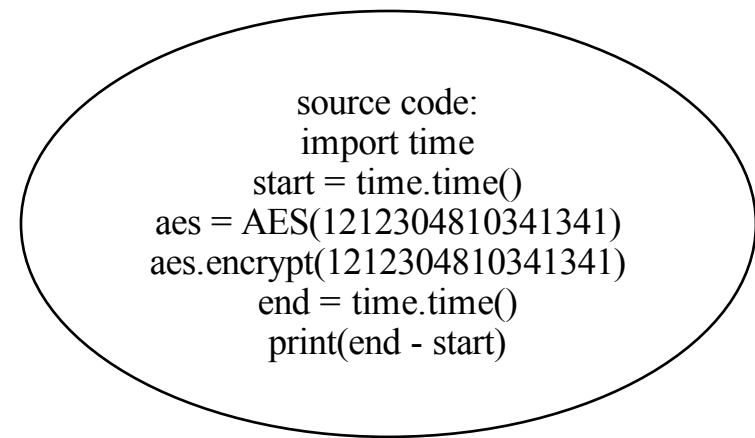 source code:
import time
start = time.time()
aes = AES(1212304810341341)
aes.encrypt(1212304810341341)
end = time.time()
print(end - start)